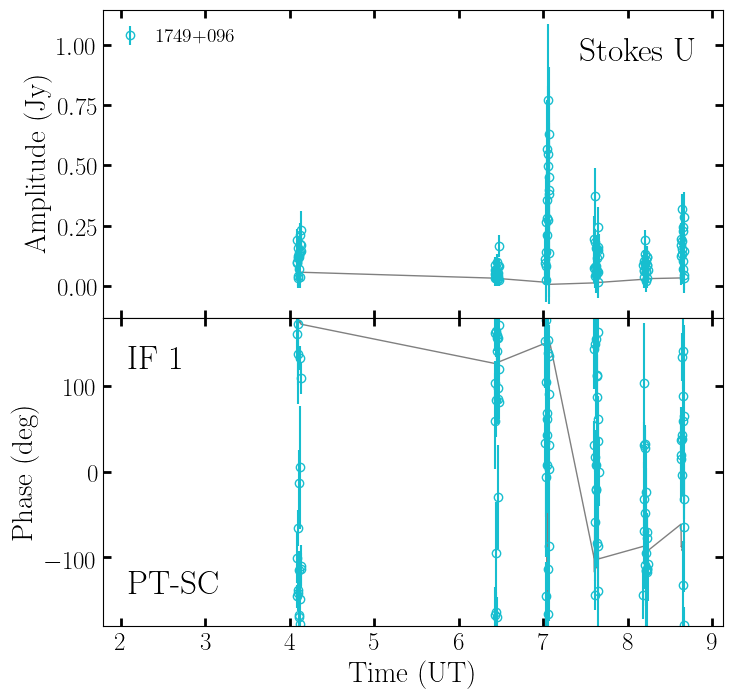 1749+096
Stokes U
1.00
0.75
0.50
0.25
0.00
Amplitude (Jy)
IF 1
100
0
−100
Phase (deg)
PT-SC
2 3 4 5 6 7 8 9
Time (UT)